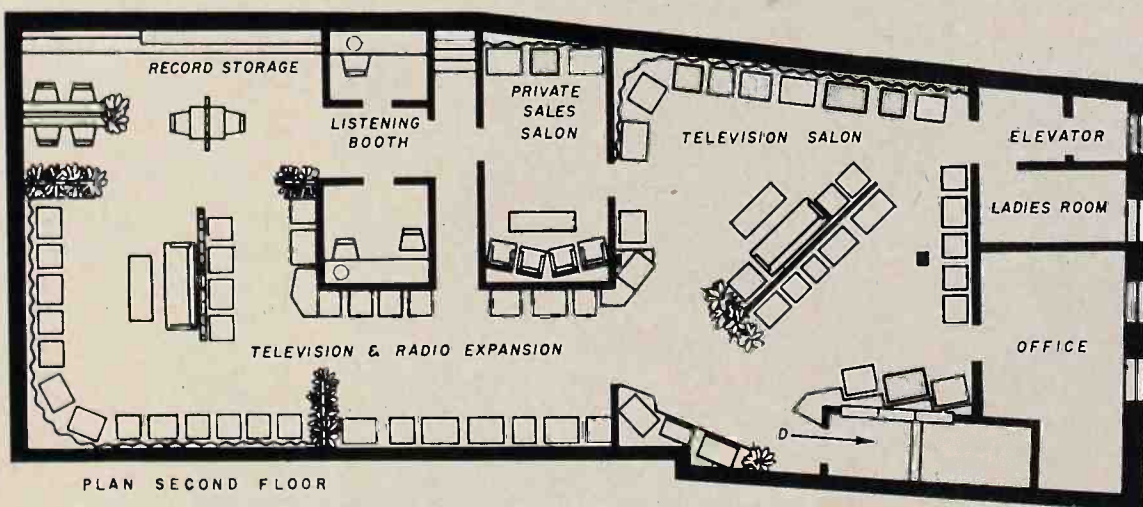 RECORD STORAGE
LISTENING
BOOTH
PRIVATE
SALES
SALON
TELEVISION SALON
ELEVATOR
LADIES ROOM
OFFICE
TELEVISION & RADIO EXPANSION
D
PLAN SECOND FLOOR